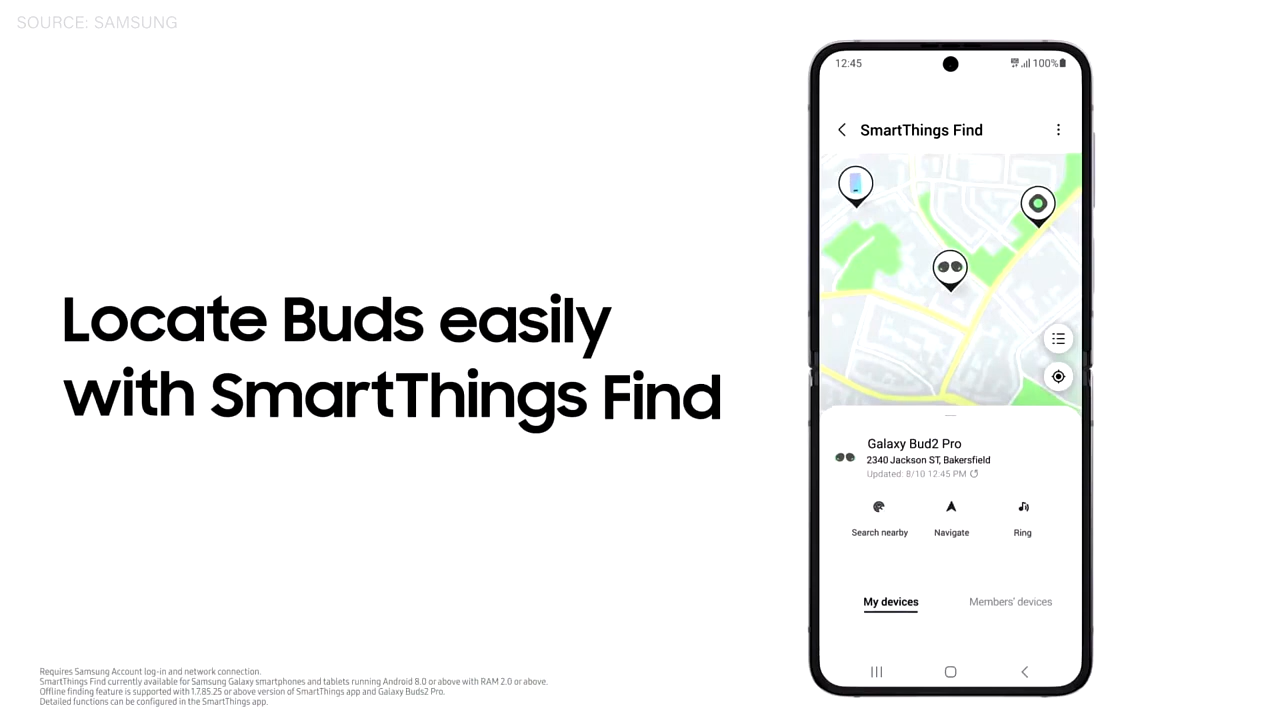 SOURCE: SAMSUNG
12:45
100%
SmartThings Find
Locate Buds easily
with SmartThings Find
Galaxy Bud2 Pro
2340 Jackson ST, Bakersfield
Updated: 8/10 12:45 PM
Search nearby Navigate Ring
My devices Members' devices
Requires Samsung Account log-in and network connection.
SmartThings Find currently available for Samsung Galaxy smartphones and tablets running Android 8.0 or above with RAM 2.0 or above.
Offline finding feature is supported with 1.7.85.25 or above version of SmartThings app and Galaxy Buds2 Pro.
Detailed functions can be configured in the SmartThings app.